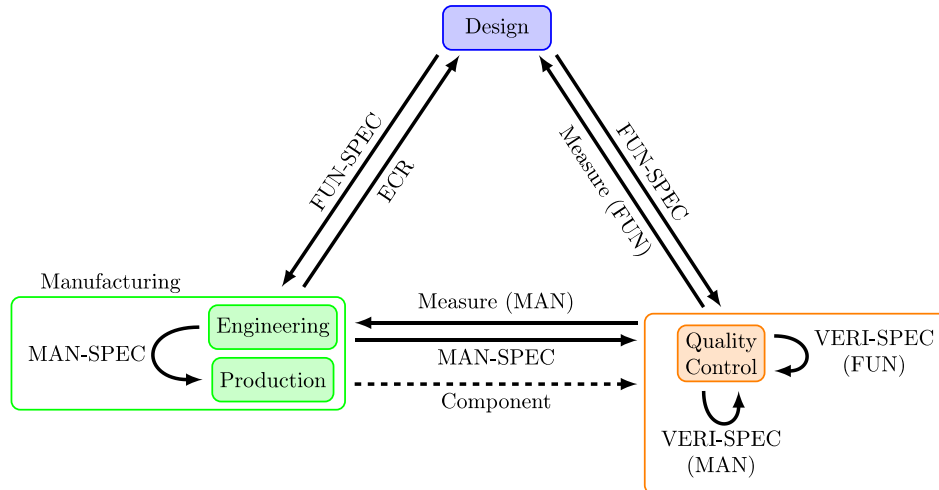 Design
FUN-SPEC
ECR
Measure (FUN)
FUN-SPEC
Manufacturing
Engineering
MAN-SPEC
Production
Measure (MAN)
MAN-SPEC
Component
Quality
Control
VERI-SPEC
(FUN)
VERI-SPEC
(MAN)